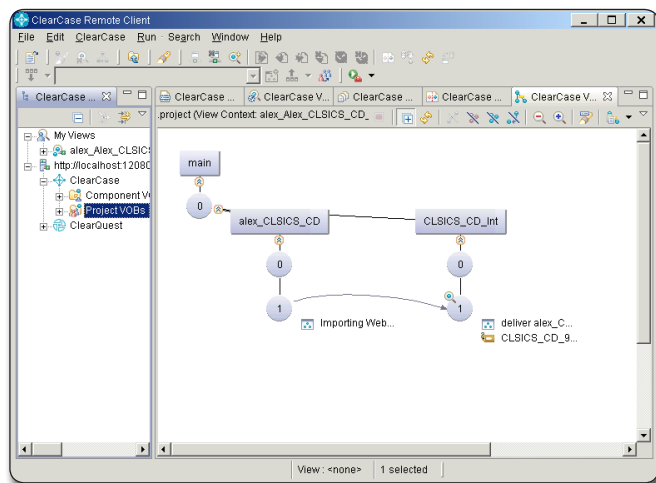 ClearCase Remote Client
File Edit ClearCase Run Search Window Help
ClearCase ...
ClearCase ...
ClearCase V...
ClearCase ...
ClearCase ...
ClearCase V...
.project (View Context: alex_Alex_CLSICS_CD_
My Views
alex_Alex_CLSIC
http://localhost:12080
ClearCase
Component V
Project VOBs
ClearQuest
main
0
alex_CLSICS_CD
CLSICS_CD_Int
0
0
1
1
Importing Web...
deliver alex_C...
CLSICS_CD_9...
View : <none>
1 selected